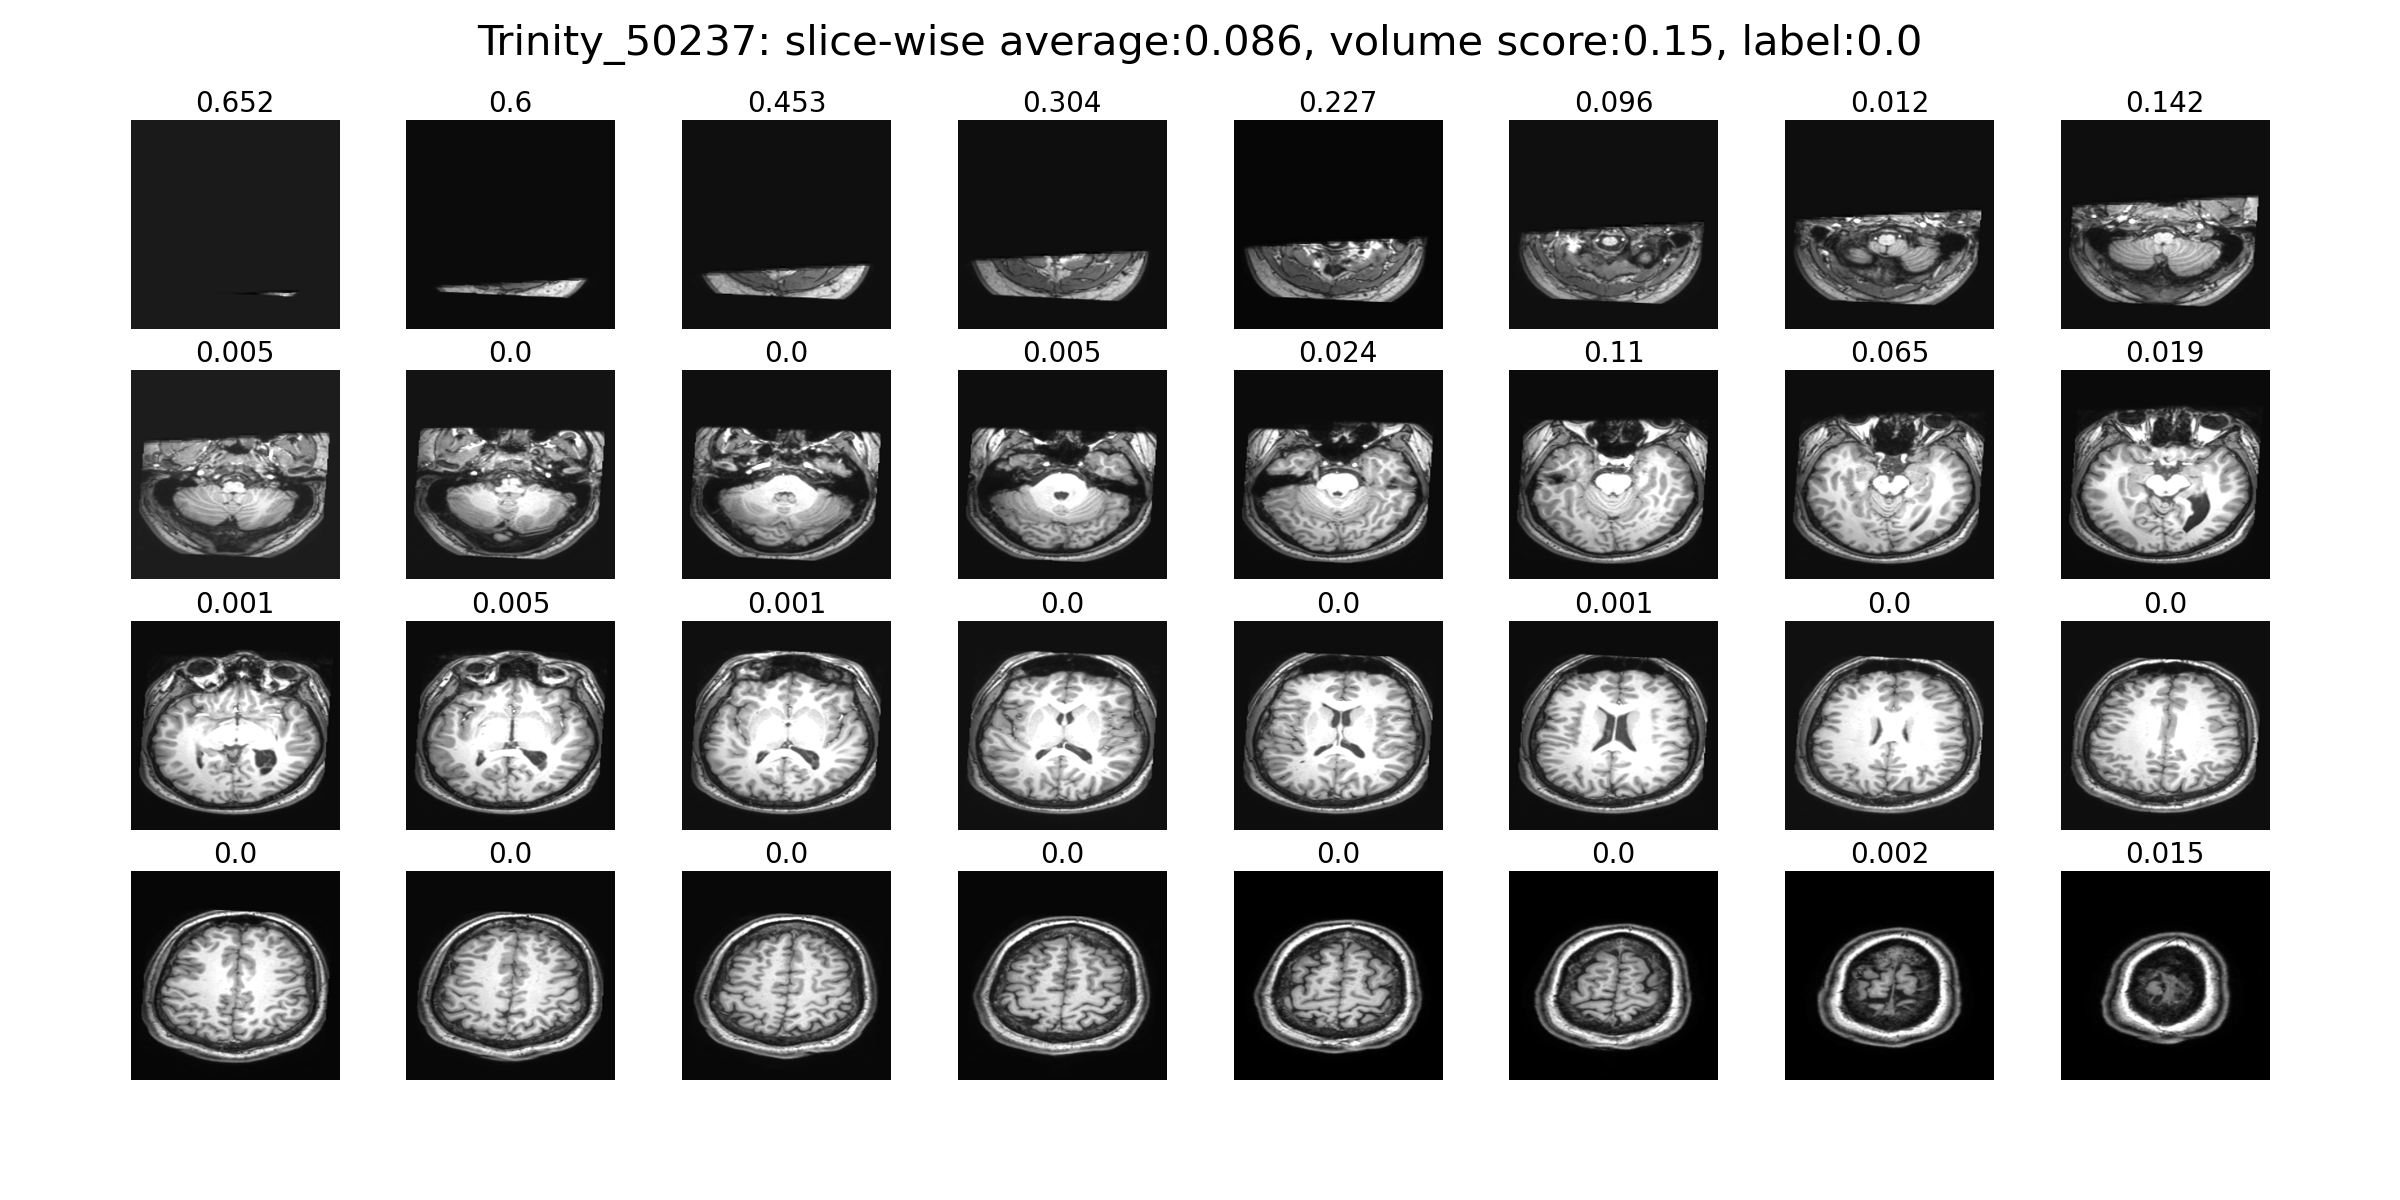 Trinity_50237: slice-wise average:0.086, volume score:0.15, label:0.0
0.652 0.6 0.453 0.304 0.227 0.096 0.012 0.142
0.005 0.0 0.0 0.005 0.024 0.11 0.065 0.019
0.001 0.005 0.001 0.0 0.0 0.001 0.0 0.0
0.0 0.0 0.0 0.0 0.0 0.0 0.002 0.015